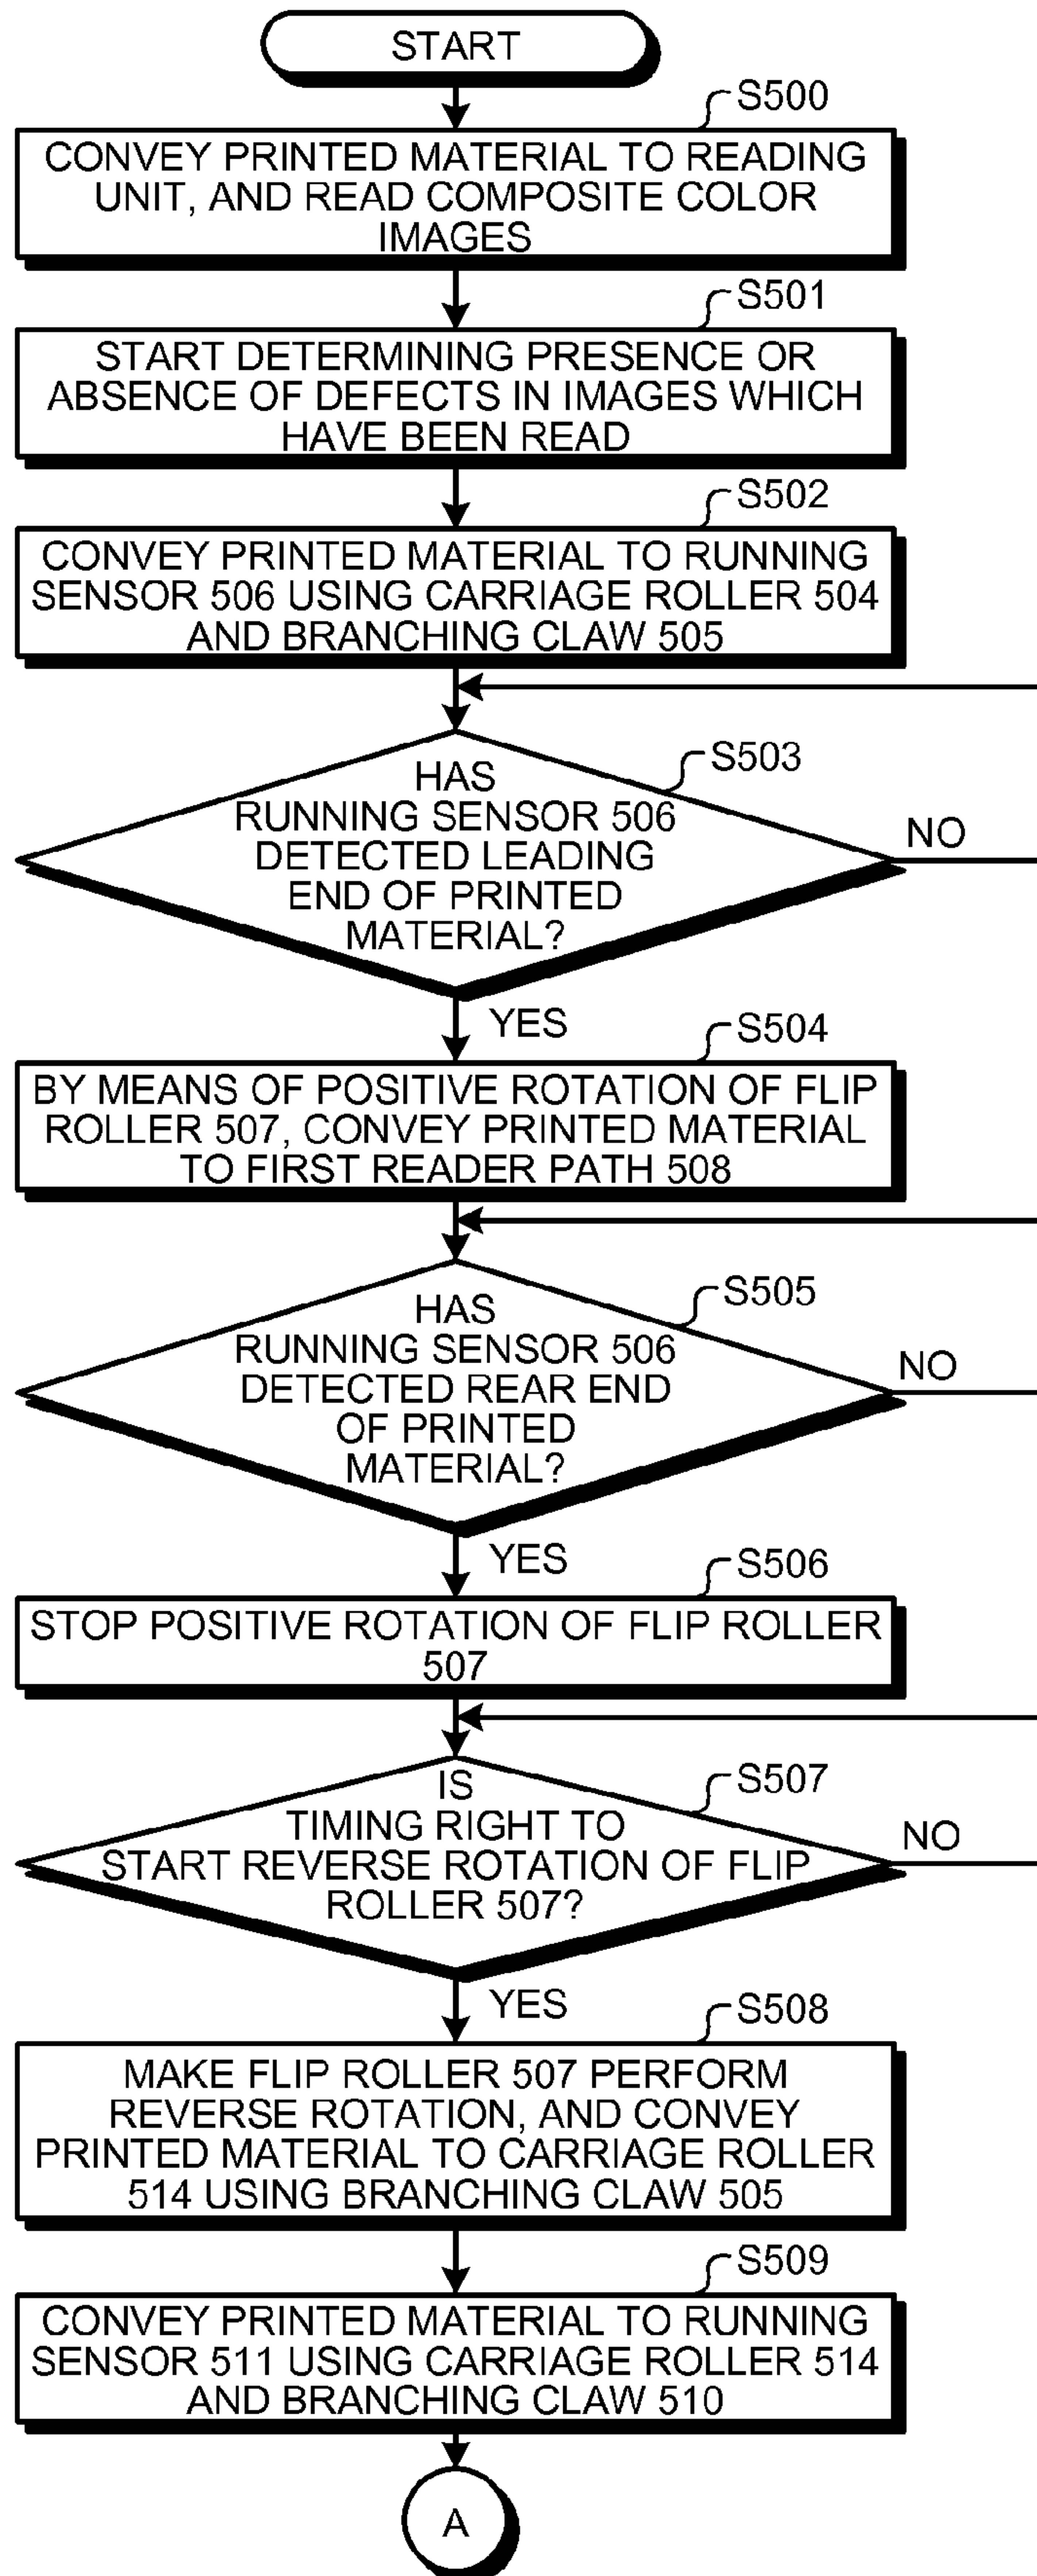 START
S500
CONVEY PRINTED MATERIAL TO READING
UNIT, AND READ COMPOSITE COLOR
IMAGES
S501
START DETERMINING PRESENCE OR
ABSENCE OF DEFECTS IN IMAGES WHICH
HAVE BEEN READ
S502
CONVEY PRINTED MATERIAL TO RUNNING
SENSOR 506 USING CARRIAGE ROLLER 504
AND BRANCHING CLAW 505
S503
HAS
RUNNING SENSOR 506
DETECTED LEADING
END OF PRINTED
MATERIAL?
NO
YES
S504
BY MEANS OF POSITIVE ROTATION OF FLIP
ROLLER 507, CONVEY PRINTED MATERIAL
TO FIRST READER PATH 508
S505
HAS
RUNNING SENSOR 506
DETECTED REAR END
OF PRINTED
MATERIAL?
NO
YES
S506
STOP POSITIVE ROTATION OF FLIP ROLLER
507
S507
IS
TIMING RIGHT TO
START REVERSE ROTATION OF FLIP
ROLLER 507?
NO
YES
S508
MAKE FLIP ROLLER 507 PERFORM
REVERSE ROTATION, AND CONVEY
PRINTED MATERIAL TO CARRIAGE ROLLER
514 USING BRANCHING CLAW 505
S509
CONVEY PRINTED MATERIAL TO RUNNING
SENSOR 511 USING CARRIAGE ROLLER 514
AND BRANCHING CLAW 510
A